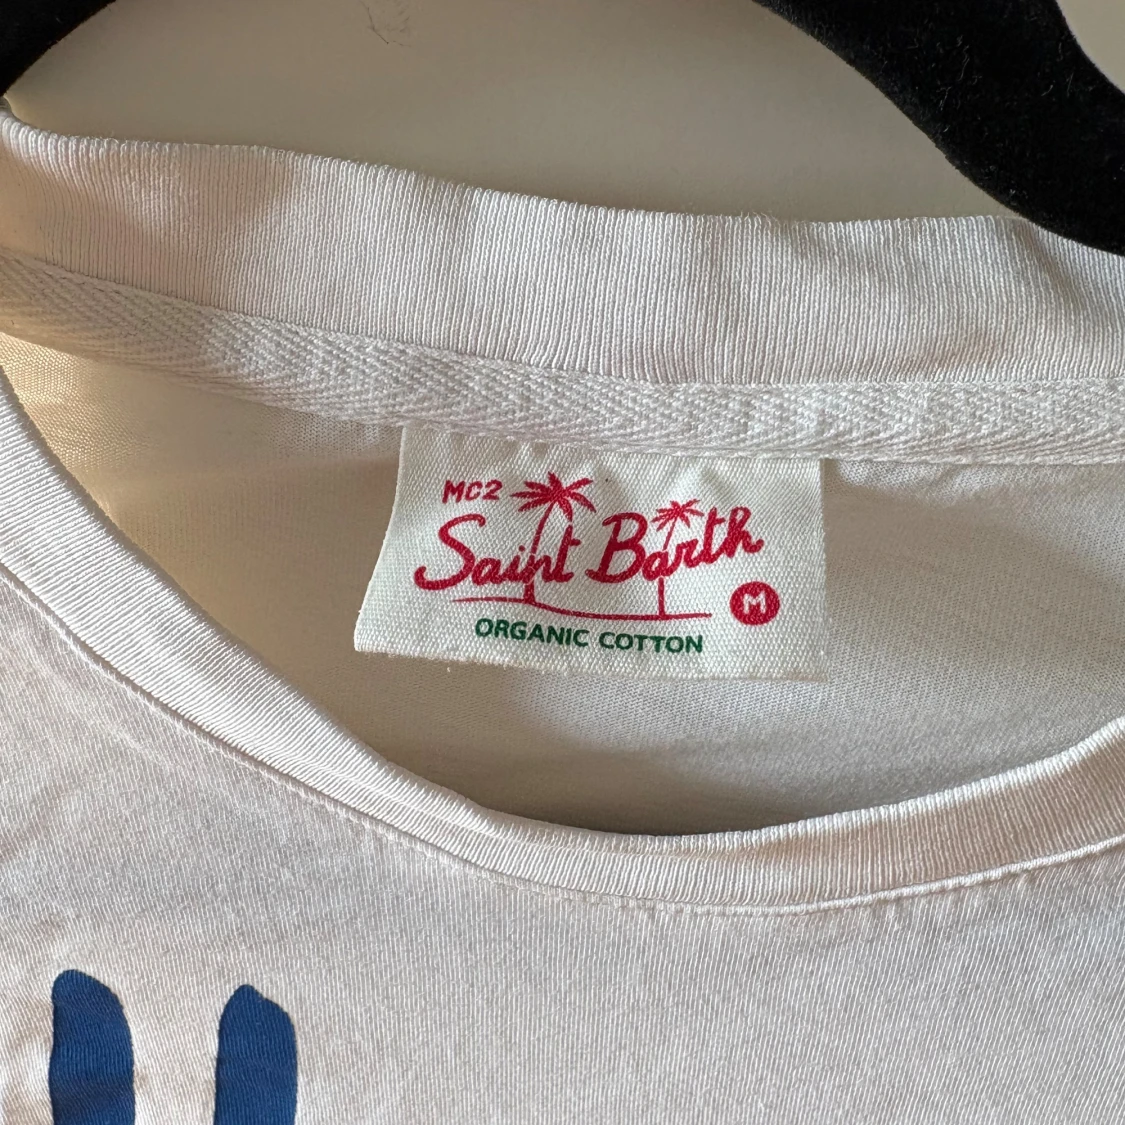 MC2
Saint Barth
M
ORGANIC COTTON